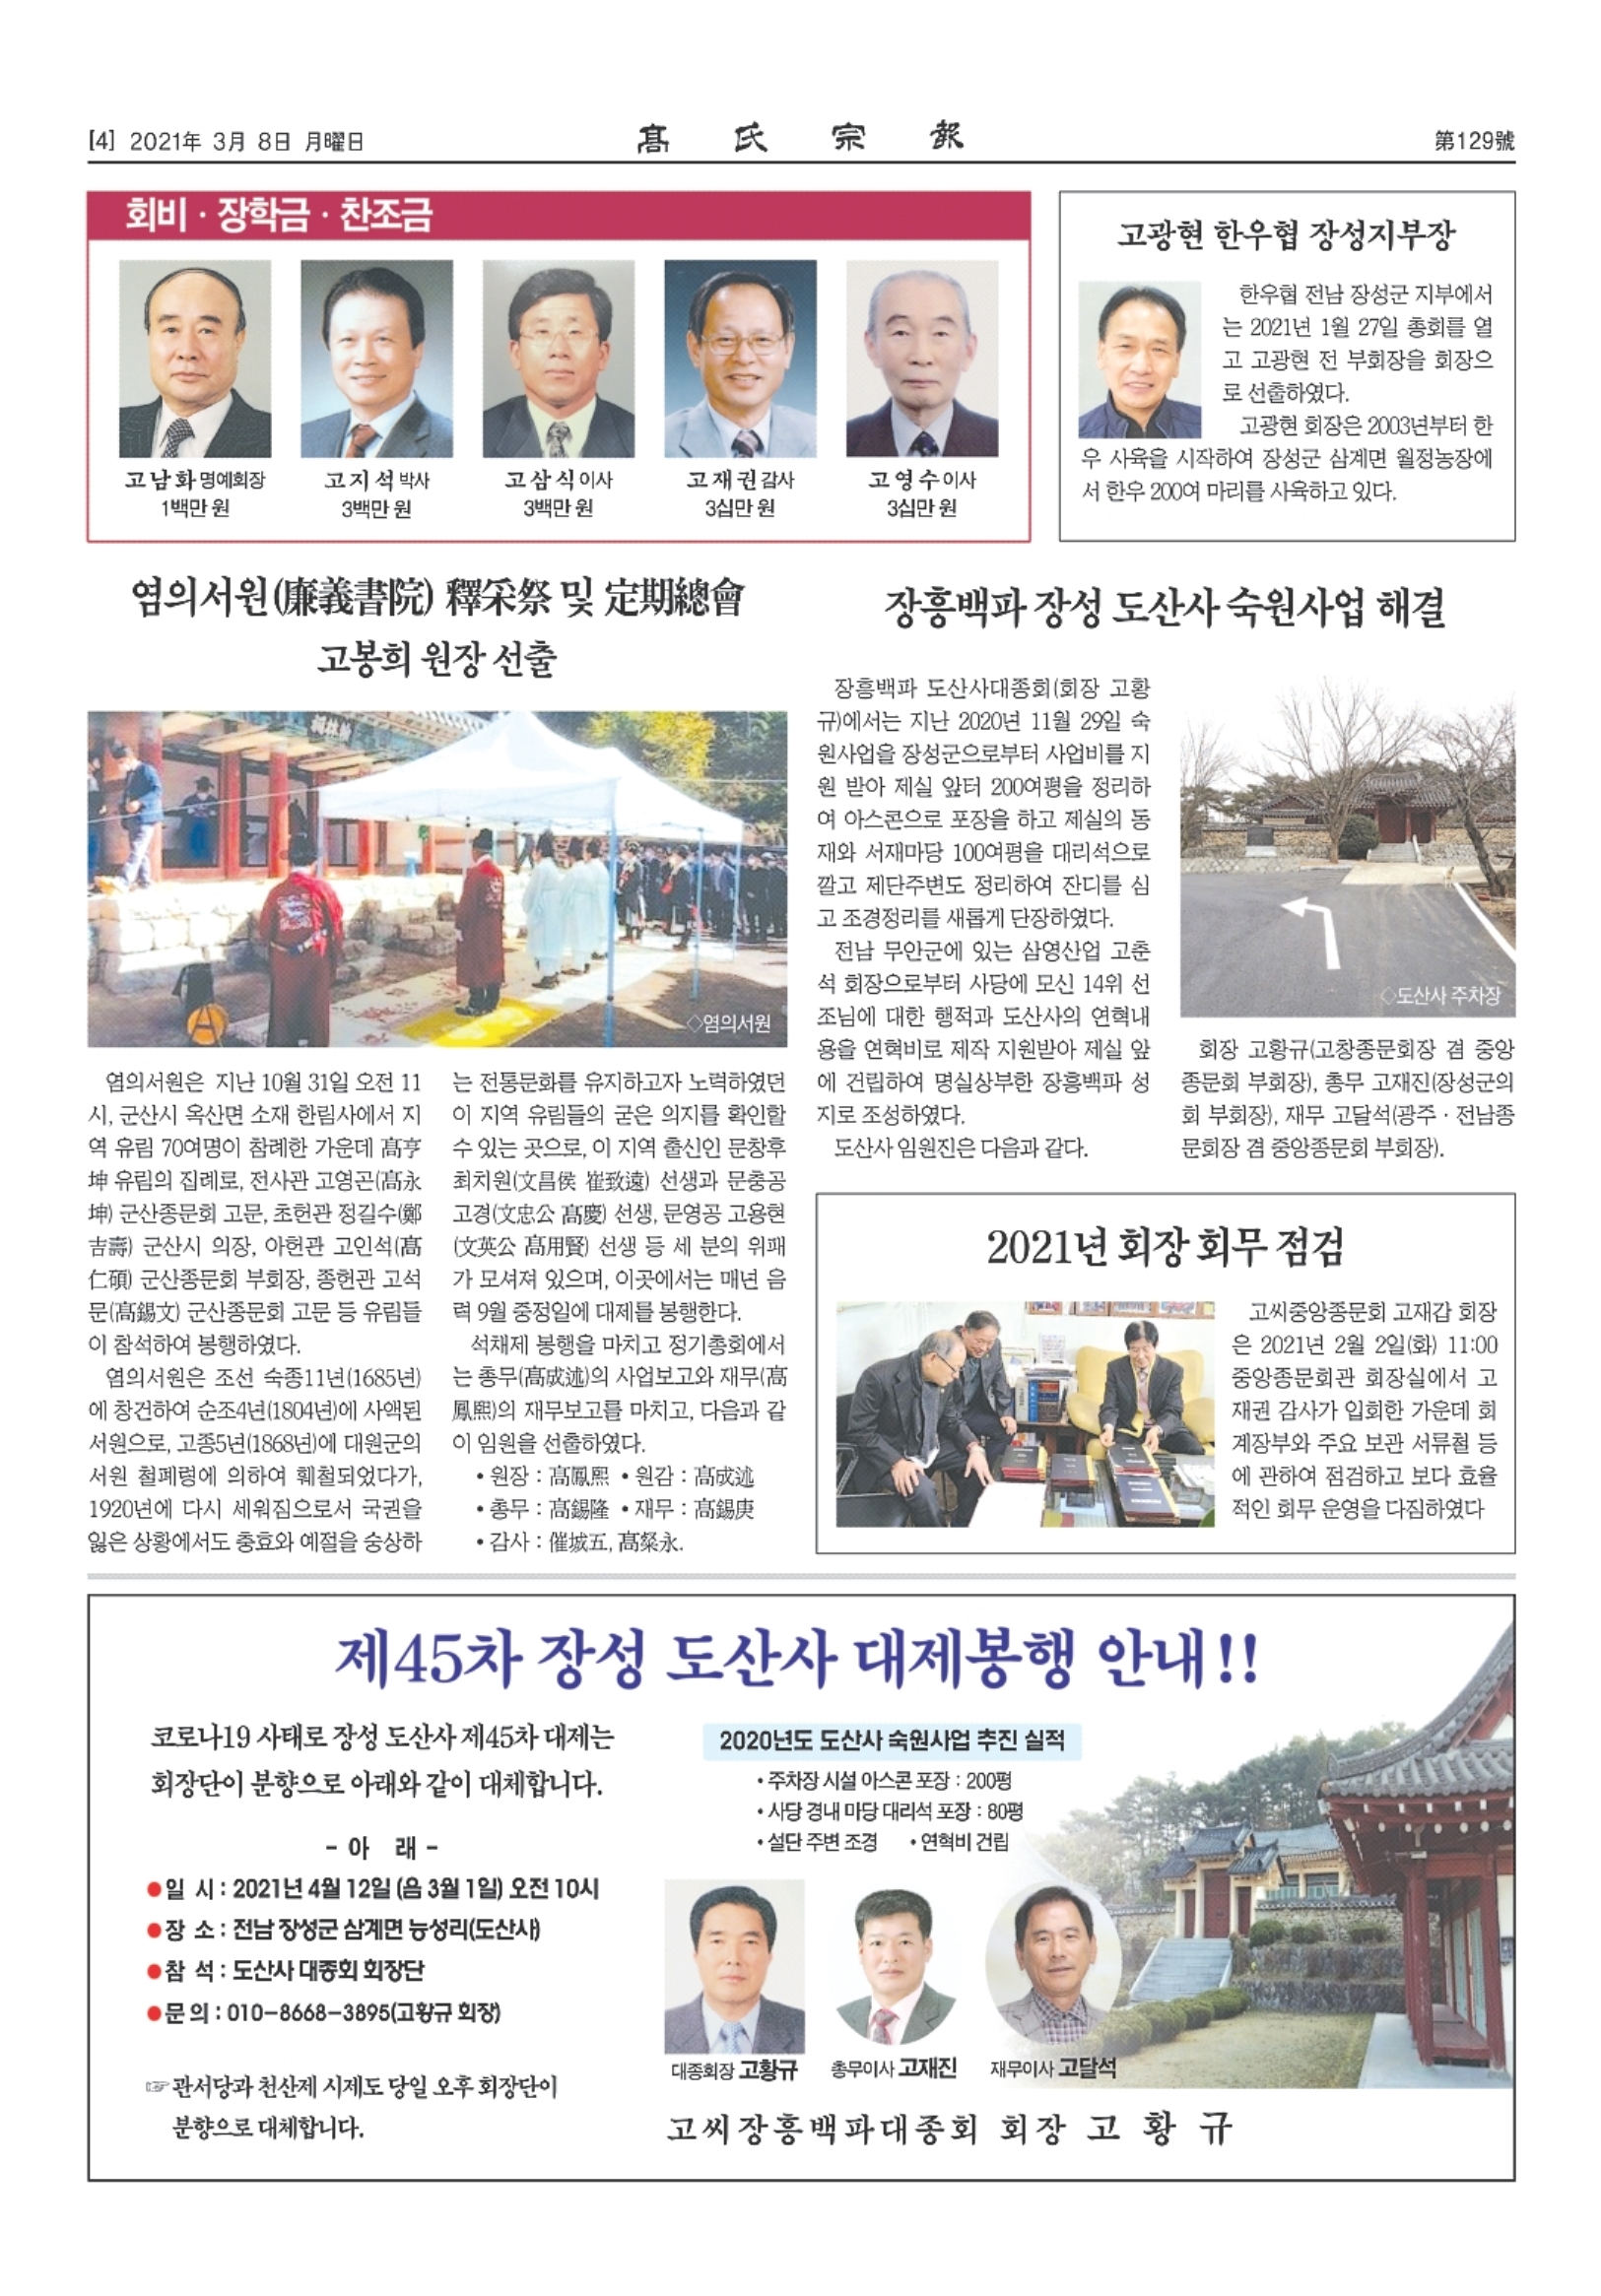 [4] 2021年 3月 8日 月曜日
髙氏宗報
第129號
회비 · 장학금 · 찬조금
고남화 명예회장
1백만 원
고지석 박사
3백만 원
고삼식 이사
3백만 원
고재권 감사
3십만 원
고영수 이사
3십만 원
고광현 한우협 장성지부장
한우협 전남 장성군 지부에서
는 2021년 1월 27일 총회를 열
고 고광현 전 부회장을 회장으
로 선출하였다.
고광현 회장은 2003년부터 한
우 사육을 시작하여 장성군 삼계면 월정농장에
서 한우 200여 마리를 사육하고 있다.
염의서원(廉義書院) 釋采祭 및 定期總會
고봉희 원장 선출
◇염의서원
염의서원은 지난 10월 31일 오전 11
시, 군산시 옥산면 소재 한림사에서 지
역 유림 70여명이 참례한 가운데 髙亨
坤 유림의 집례로, 전사관 고영곤(髙永
坤) 군산종문회 고문, 초헌관 정길수(鄭
吉壽) 군산시 의장, 아헌관 고인석(髙
仁碩) 군산종문회 부회장, 종헌관 고석
문(髙錫文) 군산종문회 고문 등 유림들
이 참석하여 봉행하였다.
염의서원은 조선 숙종11년(1685년)
에 창건하여 순조4년(1804년)에 사액된
서원으로, 고종5년(1868년)에 대원군의
서원 철폐령에 의하여 훼철되었다가,
1920년에 다시 세워짐으로서 국권을
잃은 상황에서도 충효와 예절을 숭상하
는 전통문화를 유지하고자 노력하였던
이 지역 유림들의 굳은 의지를 확인할
수 있는 곳으로, 이 지역 출신인 문창후
최치원(文昌侯 崔致遠) 선생과 문충공
고경(文忠公 髙慶) 선생, 문영공 고용현
(文英公 髙用賢) 선생 등 세 분의 위패
가 모셔져 있으며, 이곳에서는 매년 음
력 9월 중정일에 대제를 봉행한다.
석채제 봉행을 마치고 정기총회에서
는 총무(髙成述)의 사업보고와 재무(髙
鳳熙)의 재무보고를 마치고, 다음과 같
이 임원을 선출하였다.
• 원장 : 髙鳳熙 • 원감 : 髙成述
• 총무 : 髙錫隆 • 재무 : 髙錫庚
• 감사 : 催城五, 髙粲永.
장흥백파 장성 도산사 숙원사업 해결
장흥백파 도산사대종회(회장 고황
규)에서는 지난 2020년 11월 29일 숙
원사업을 장성군으로부터 사업비를 지
원 받아 제실 앞터 200여평을 정리하
여 아스콘으로 포장을 하고 제실의 동
재와 서재마당 100여평을 대리석으로
깔고 제단주변도 정리하여 잔디를 심
고 조경정리를 새롭게 단장하였다.
전남 무안군에 있는 삼영산업 고춘
석 회장으로부터 사당에 모신 14위 선
조님에 대한 행적과 도산사의 연혁내
용을 연혁비로 제작 지원받아 제실 앞
에 건립하여 명실상부한 장흥백파 성
지로 조성하였다.
도산사 임원진은 다음과 같다.
◇도산사 주차장
회장 고황규(고창종문회장 겸 중앙
종문회 부회장), 총무 고재진(장성군의
회 부회장), 재무 고달석(광주 · 전남종
문회장 겸 중앙종문회 부회장).
2021년 회장 회무 점검
고씨중앙종문회 고재갑 회장
은 2021년 2월 2일(화) 11:00
중앙종문회관 회장실에서 고
재권 감사가 입회한 가운데 회
계장부와 주요 보관 서류철 등
에 관하여 점검하고 보다 효율
적인 회무 운영을 다짐하였다
제45차 장성 도산사 대제봉행 안내!!
코로나19 사태로 장성 도산사 제45차 대제는
회장단이 분향으로 아래와 같이 대체합니다.
- 아 래 -
●일 시 : 2021년 4월 12일 (음 3월 1일) 오전 10시
●장 소 : 전남 장성군 삼계면 능성리(도산사)
●참 석 : 도산사 대종회 회장단
●문 의 : 010-8668-3895(고황규 회장)
☞관서당과 천산제 시제도 당일 오후 회장단이
분향으로 대체합니다.
2020년도 도산사 숙원사업 추진 실적
• 주차장 시설 아스콘 포장 : 200평
• 사당 경내 마당 대리석 포장 : 80평
• 설단 주변 조경 • 연혁비 건립
대종회장 고황규
총무이사 고재진
재무이사 고달석
고씨장흥백파대종회 회장 고 황 규